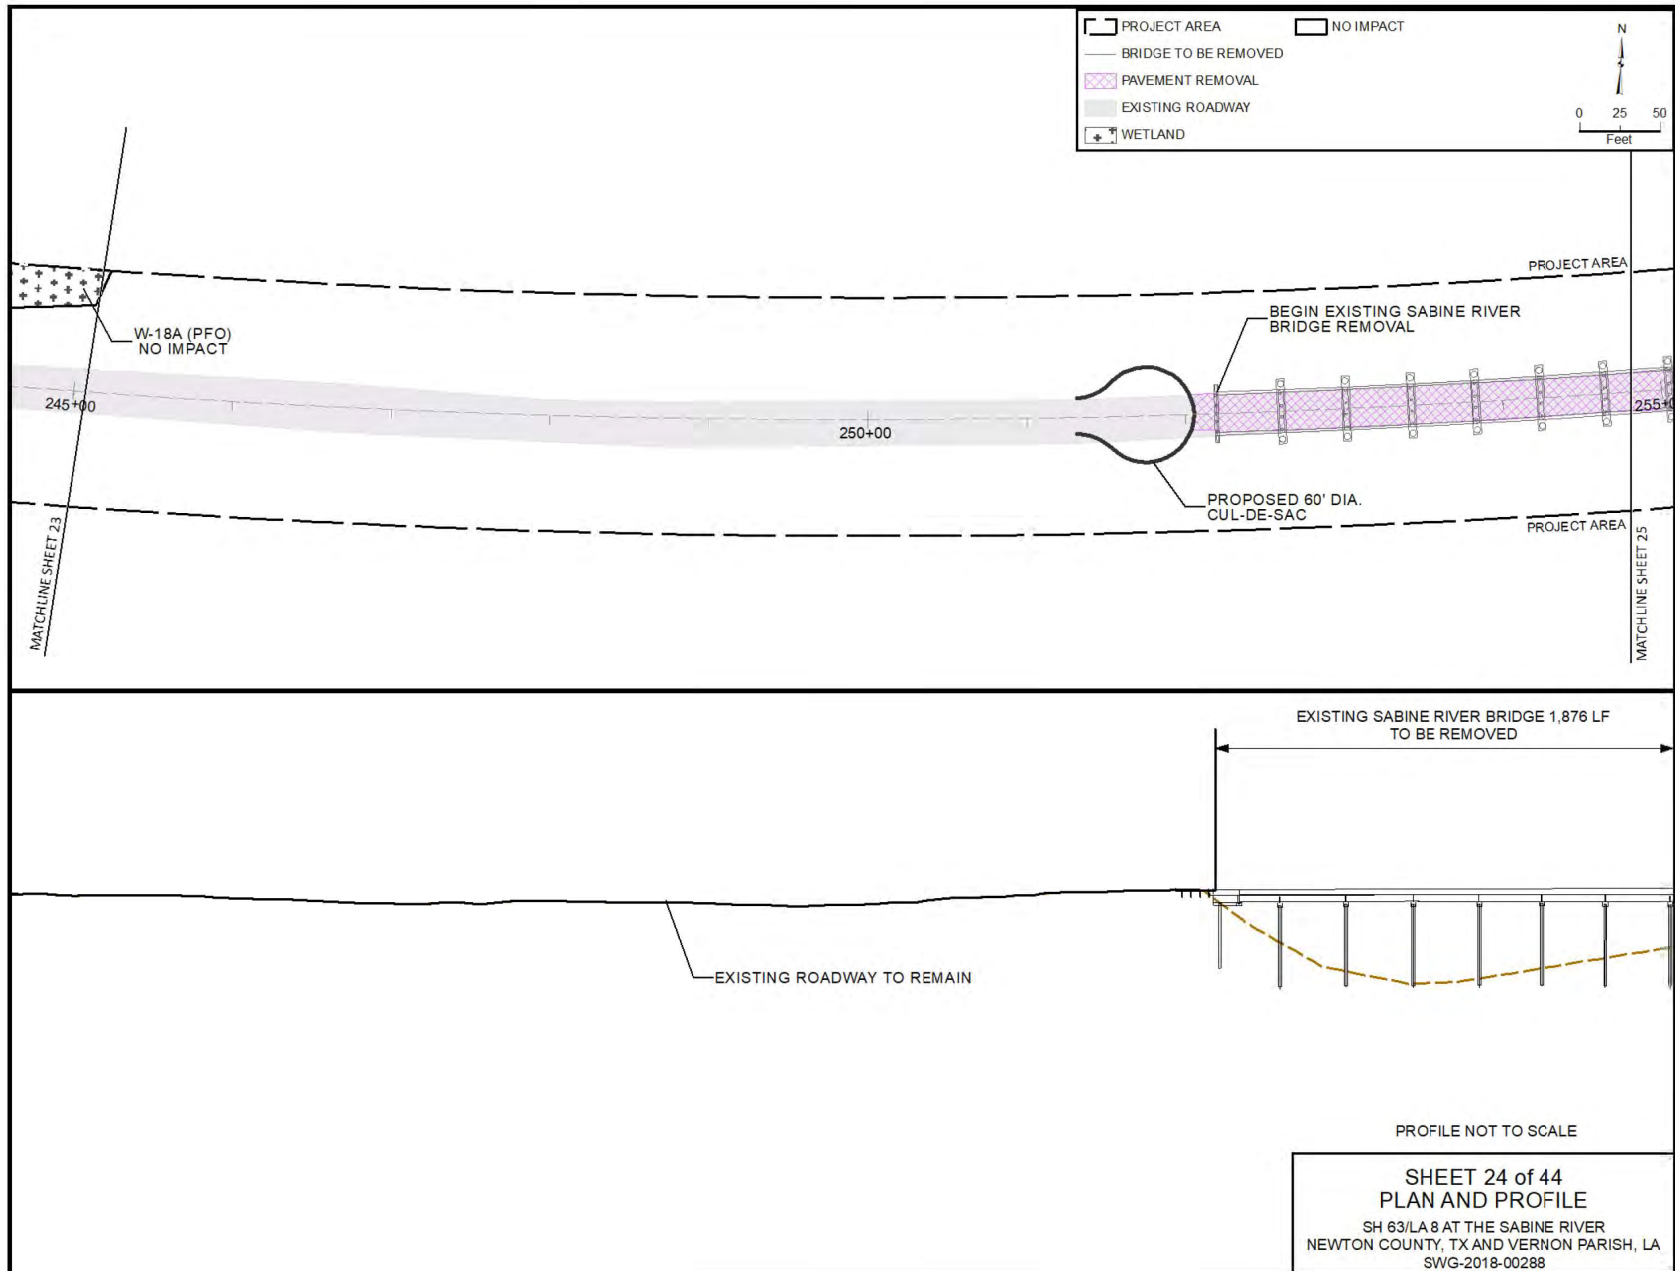 PROJECT AREA
NO IMPACT
BRIDGE TO BE REMOVED
PAVEMENT REMOVAL
EXISTING ROADWAY
WETLAND
N
0 25 50
Feet
PROJECT AREA
W-18A (PFO)
NO IMPACT
BEGIN EXISTING SABINE RIVER
BRIDGE REMOVAL
245+00
250+00
255+0
PROPOSED 60' DIA.
CUL-DE-SAC
PROJECT AREA
MATCHLINE SHEET 23
MATCHLINE SHEET 25
EXISTING SABINE RIVER BRIDGE 1,876 LF
TO BE REMOVED
EXISTING ROADWAY TO REMAIN
PROFILE NOT TO SCALE
SHEET 24 of 44
PLAN AND PROFILE
SH 63/LA 8 AT THE SABINE RIVER
NEWTON COUNTY, TX AND VERNON PARISH, LA
SWG-2018-00288